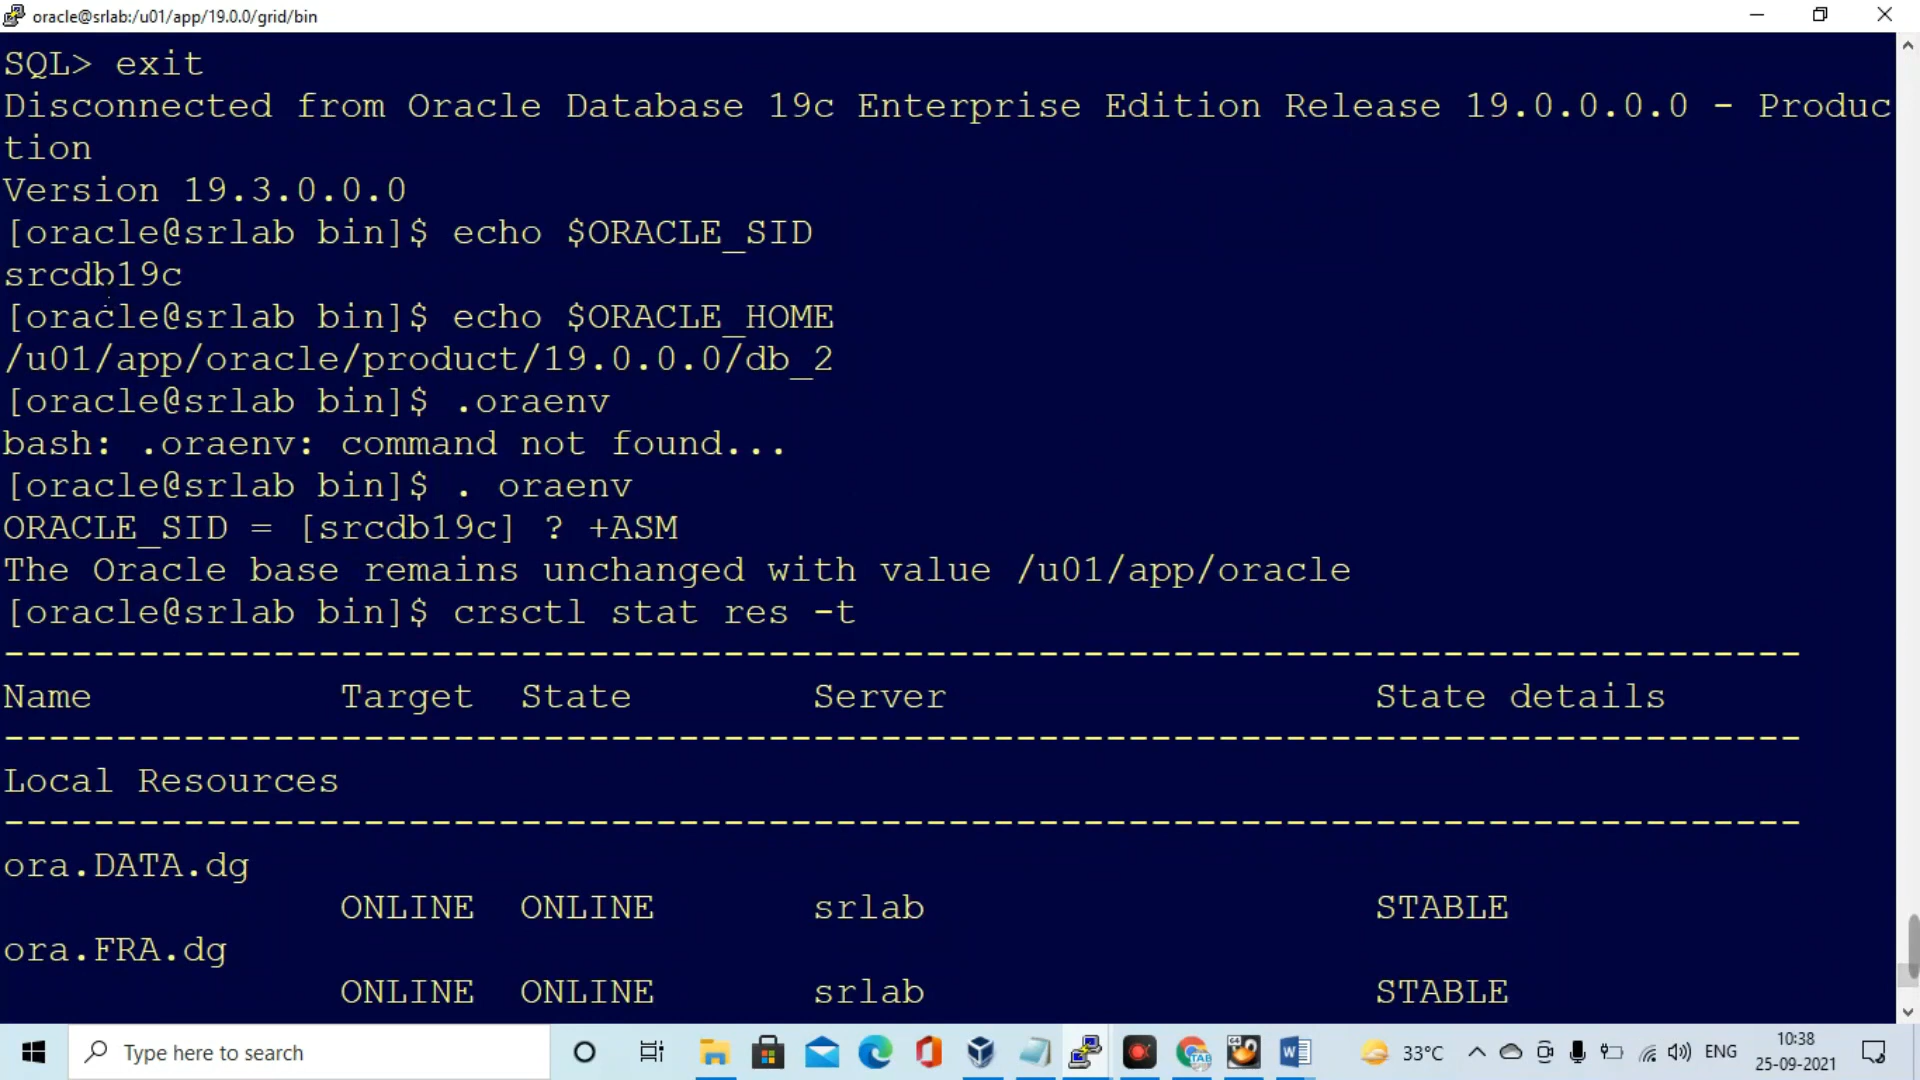 oracle@srlab:/u01/app/19.0.0/grid/bin
SQL> exit
Disconnected from Oracle Database 19c Enterprise Edition Release 19.0.0.0.0 - Produc
tion
Version 19.3.0.0.0
[oracle@srlab bin]$ echo $ORACLE_SID
srcdb19c
[oracle@srlab bin]$ echo $ORACLE_HOME
/u01/app/oracle/product/19.0.0.0/db_2
[oracle@srlab bin]$ .oraenv
bash: .oraenv: command not found...
[oracle@srlab bin]$ . oraenv
ORACLE_SID = [srcdb19c] ? +ASM
The Oracle base remains unchanged with value /u01/app/oracle
[oracle@srlab bin]$ crsctl stat res -t
--------------------------------------------------------------------------------
Name Target State Server State details
--------------------------------------------------------------------------------
Local Resources
--------------------------------------------------------------------------------
ora.DATA.dg
ONLINE ONLINE srlab STABLE
ora.FRA.dg
ONLINE ONLINE srlab STABLE
Type here to search
TAB
64
33°C
ENG
10:38
25-09-2021